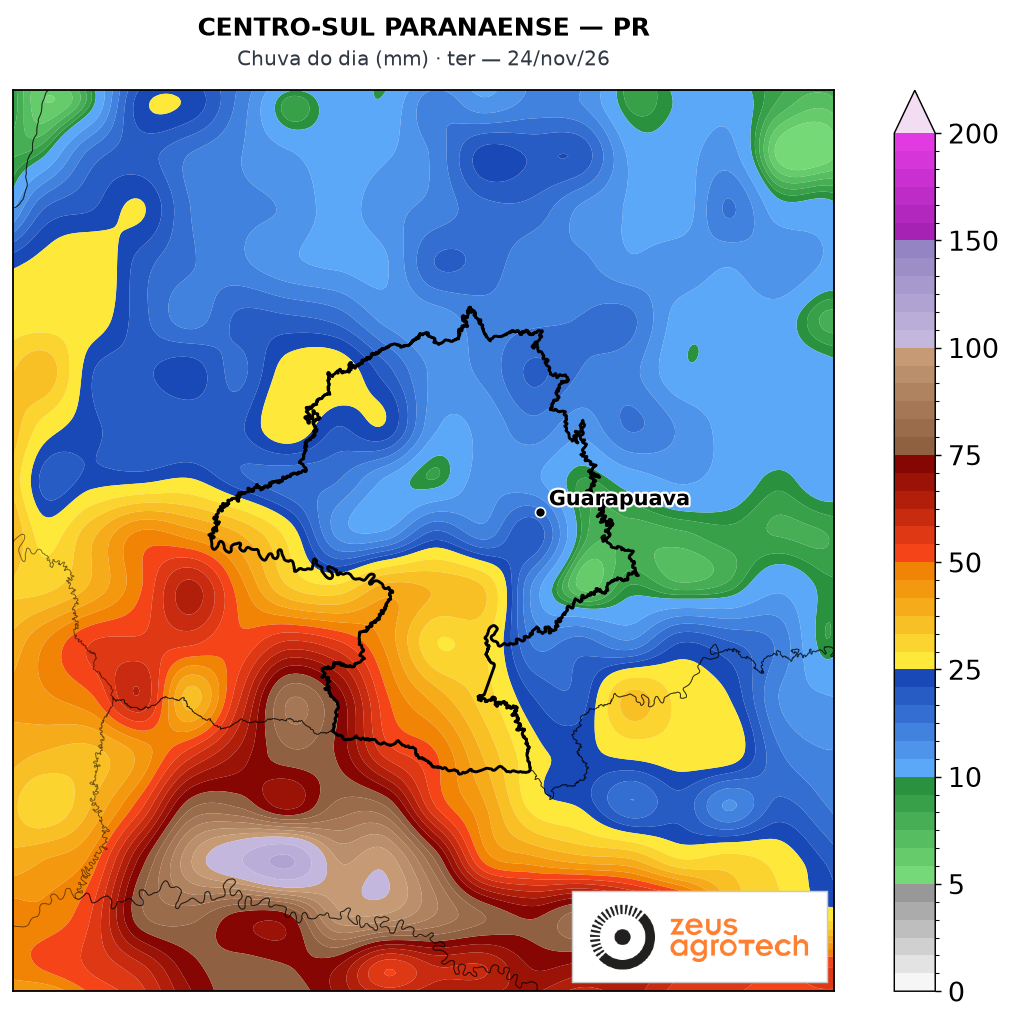 CENTRO-SUL PARANAENSE — PR
Chuva do dia (mm) · ter — 24/nov/26
200
150
100
75
50
25
10
5
0
Guarapuava
zeus
agrotech